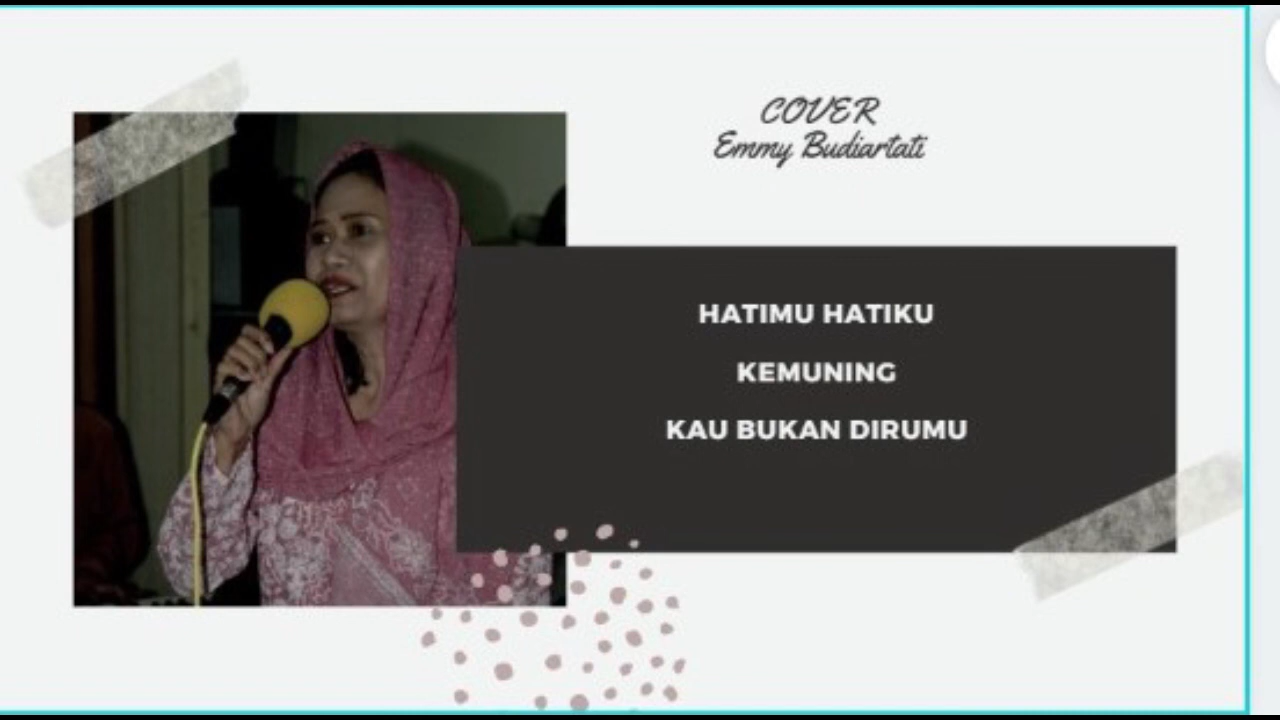 COVER
Emmy Budiartati
HATIMU HATIKU
KEMUNING
KAU BUKAN DIRUMU